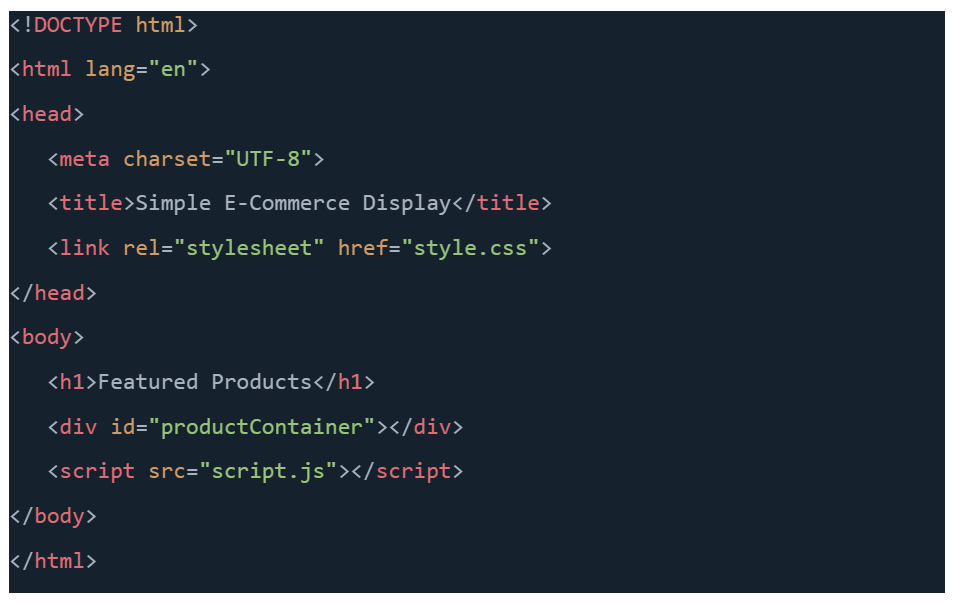 <!DOCTYPE html>
<html lang="en">
<head>
   <meta charset="UTF-8">
   <title>Simple E-Commerce Display</title>
   <link rel="stylesheet" href="style.css">
</head>
<body>
   <h1>Featured Products</h1>
   <div id="productContainer"></div>
   <script src="script.js"></script>
</body>
</html>